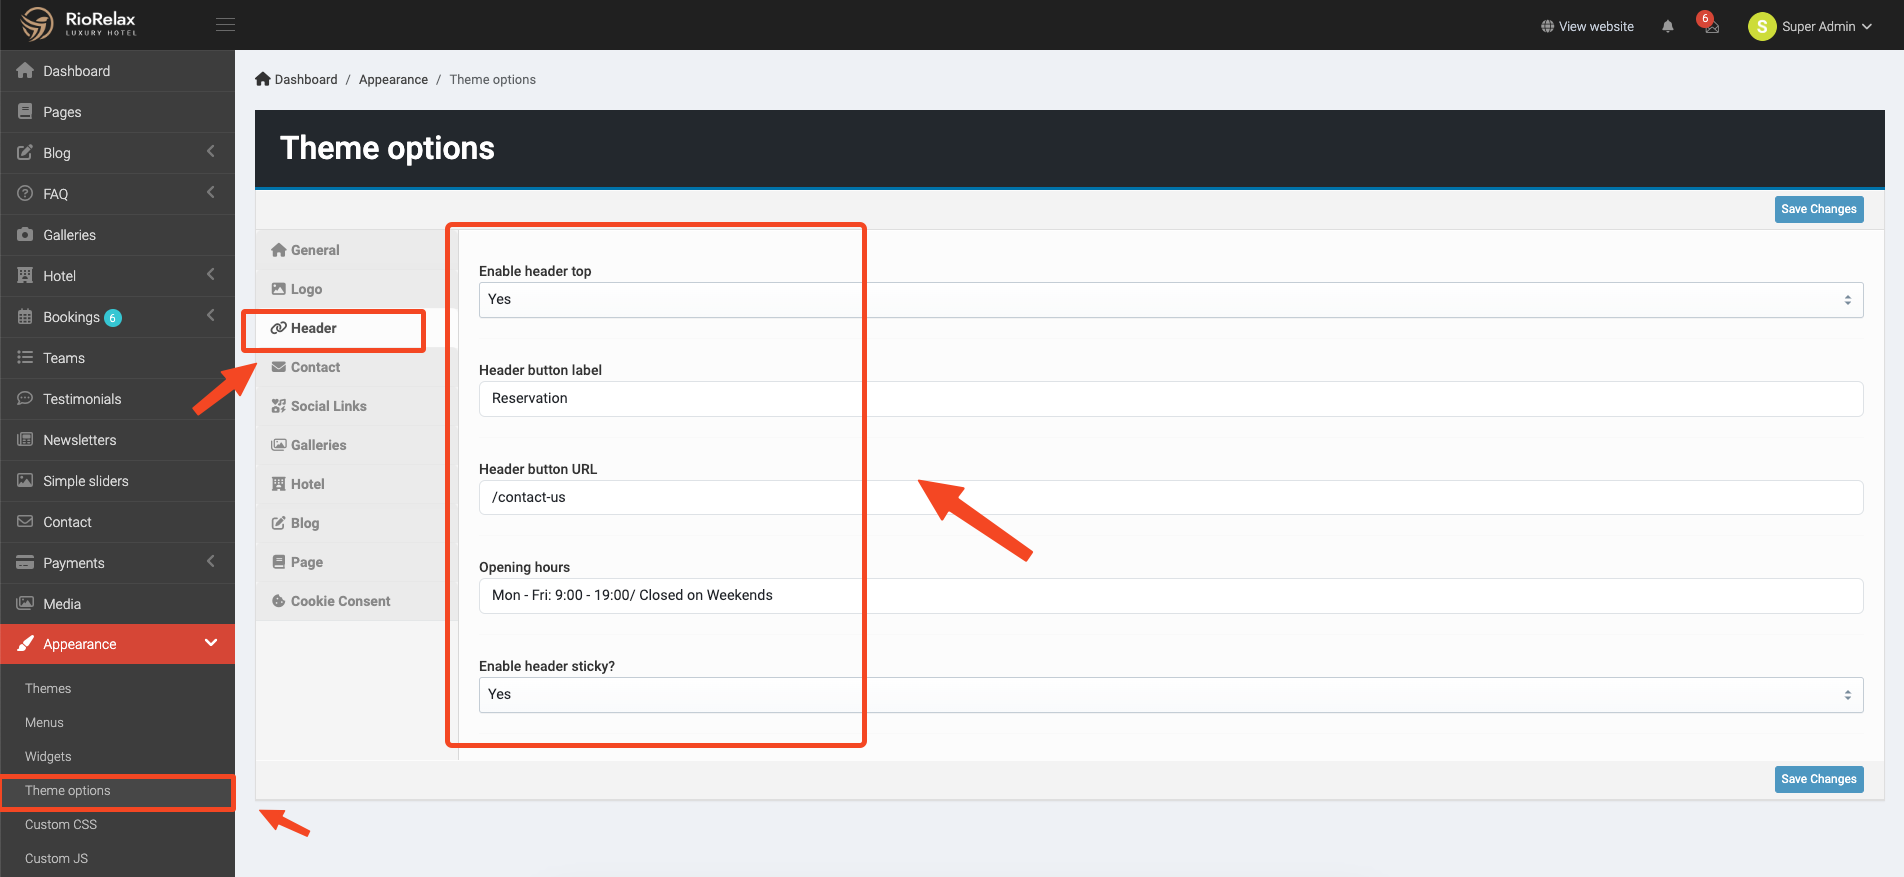 RioRelax
LUXURY HOTEL
View website
6
S
Super Admin
Dashboard
Pages
Blog
FAQ
Galleries
Hotel
Bookings 6
Teams
Testimonials
Newsletters
Simple sliders
Contact
Payments
Media
Appearance
Themes
Menus
Widgets
Theme options
Custom CSS
Custom JS
Dashboard / Appearance / Theme options
Theme options
Save Changes
General
Logo
Header
Contact
Social Links
Galleries
Hotel
Blog
Page
Cookie Consent
Enable header top
Yes
Header button label
Reservation
Header button URL
/contact-us
Opening hours
Mon - Fri: 9:00 - 19:00/ Closed on Weekends
Enable header sticky?
Yes
Save Changes